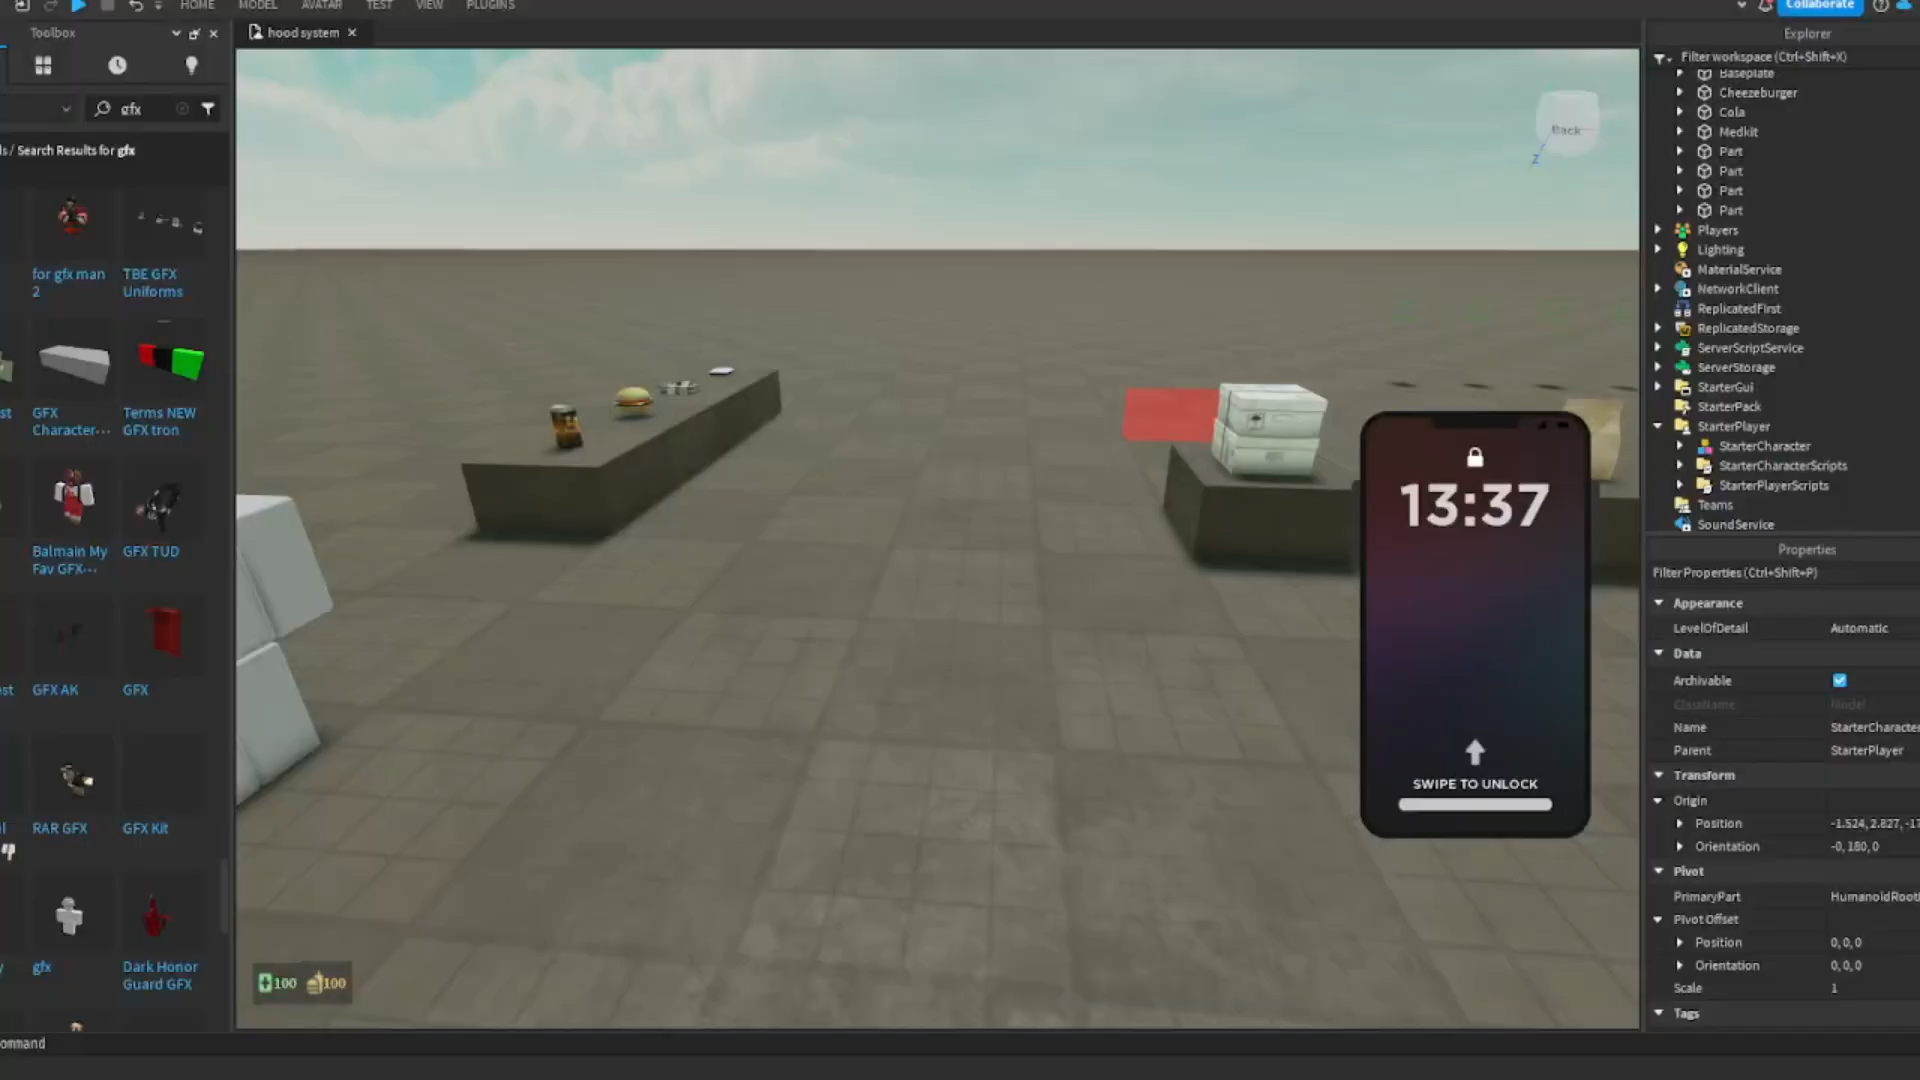 HOME MODEL AVATAR TEST VIEW PLUGINS
Collaborate
Toolbox
hood system
Explorer
gfx
Filter workspace (Ctrl+Shift+X)
/ Search Results for gfx
Baseplate
Cheezeburger
Cola
Medkit
Part
Part
Part
Part
Players
Lighting
MaterialService
NetworkClient
ReplicatedFirst
ReplicatedStorage
ServerScriptService
ServerStorage
StarterGui
StarterPack
StarterPlayer
StarterCharacter
StarterCharacterScripts
StarterPlayerScripts
Teams
SoundService
for gfx man 2
TBE GFX Uniforms
GFX Character...
Terms NEW GFX tron
Balmain My Fav GFX...
GFX TUD
GFX AK
GFX
RAR GFX
GFX Kit
gfx
Dark Honor Guard GFX
Back
Z
13:37
SWIPE TO UNLOCK
100 100
Properties
Filter Properties (Ctrl+Shift+P)
Appearance
LevelOfDetail Automatic
Data
Archivable
ClassName Model
Name StarterCharacter
Parent StarterPlayer
Transform
Origin
Position -1.524, 2.827, -17
Orientation -0, 180, 0
Pivot
PrimaryPart HumanoidRoot
Pivot Offset
Position 0, 0, 0
Orientation 0, 0, 0
Scale 1
Tags
ommand